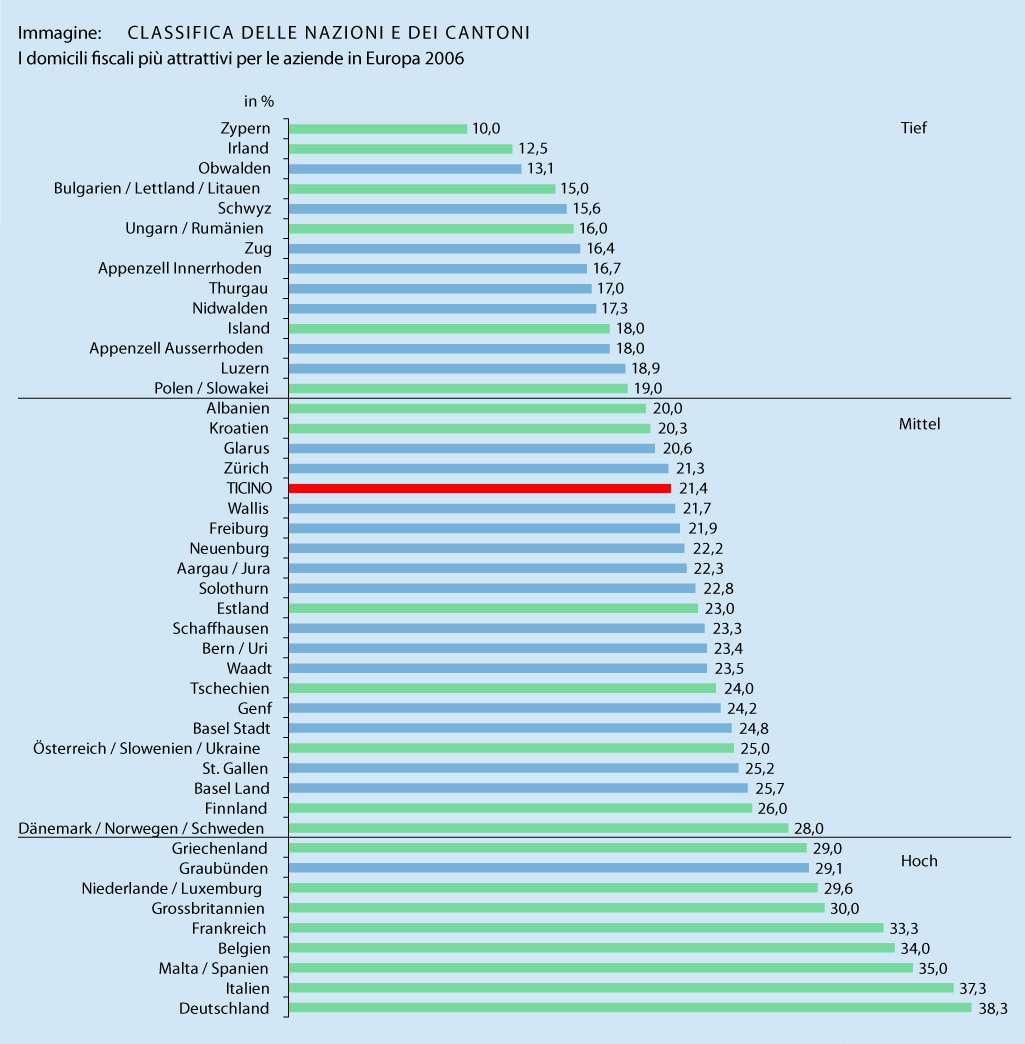 Immagine: CLASSIFICA DELLE NAZIONI E DEI CANTONI
I domicili fiscali più attrattivi per le aziende in Europa 2006
in %
Zypern 10,0 Tief
Irland 12,5
Obwalden 13,1
Bulgarien / Lettland / Litauen 15,0
Schwyz 15,6
Ungarn / Rumänien 16,0
Zug 16,4
Appenzell Innerrhoden 16,7
Thurgau 17,0
Nidwalden 17,3
Island 18,0
Appenzell Ausserrhoden 18,0
Luzern 18,9
Polen / Slowakei 19,0
Albanien 20,0
Kroatien 20,3 Mittel
Glarus 20,6
Zürich 21,3
TICINO 21,4
Wallis 21,7
Freiburg 21,9
Neuenburg 22,2
Aargau / Jura 22,3
Solothurn 22,8
Estland 23,0
Schaffhausen 23,3
Bern / Uri 23,4
Waadt 23,5
Tschechien 24,0
Genf 24,2
Basel Stadt 24,8
Österreich / Slowenien / Ukraine 25,0
St. Gallen 25,2
Basel Land 25,7
Finnland 26,0
Dänemark / Norwegen / Schweden 28,0
Griechenland 29,0
Graubünden 29,1 Hoch
Niederlande / Luxemburg 29,6
Grossbritannien 30,0
Frankreich 33,3
Belgien 34,0
Malta / Spanien 35,0
Italien 37,3
Deutschland 38,3